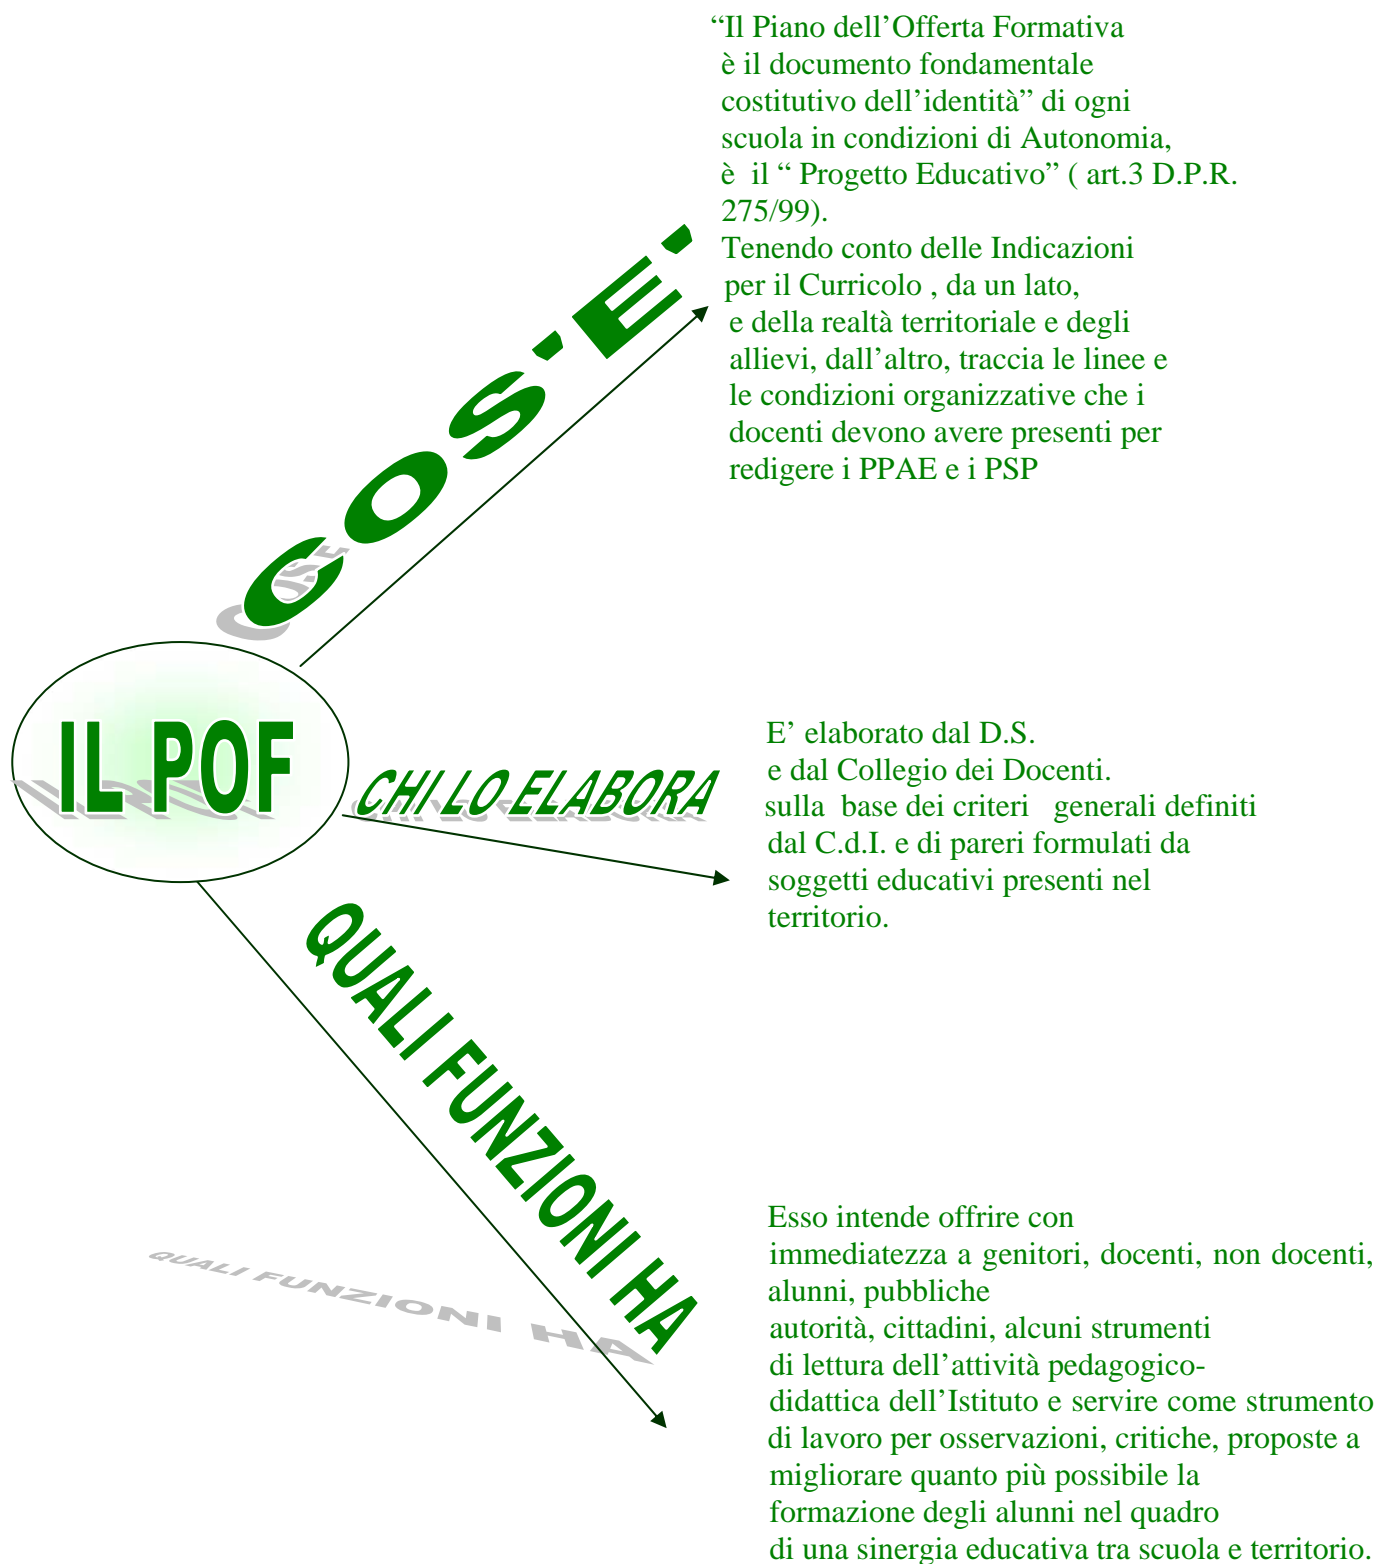 “Il Piano dell’Offerta Formativa
è il documento fondamentale
costitutivo dell’identità” di ogni
scuola in condizioni di Autonomia,
è il “ Progetto Educativo” ( art.3 D.P.R.
275/99).
Tenendo conto delle Indicazioni
per il Curricolo , da un lato,
e della realtà territoriale e degli
allievi, dall’altro, traccia le linee e
le condizioni organizzative che i
docenti devono avere presenti per
redigere i PPAE e i PSP
COS'E'
IL POF
CHI LO ELABORA
E’ elaborato dal D.S.
e dal Collegio dei Docenti.
sulla base dei criteri generali definiti
dal C.d.I. e di pareri formulati da
soggetti educativi presenti nel
territorio.
QUALI FUNZIONI HA
Esso intende offrire con
immediatezza a genitori, docenti, non docenti,
alunni, pubbliche
autorità, cittadini, alcuni strumenti
di lettura dell’attività pedagogico-
didattica dell’Istituto e servire come strumento
di lavoro per osservazioni, critiche, proposte a
migliorare quanto più possibile la
formazione degli alunni nel quadro
di una sinergia educativa tra scuola e territorio.